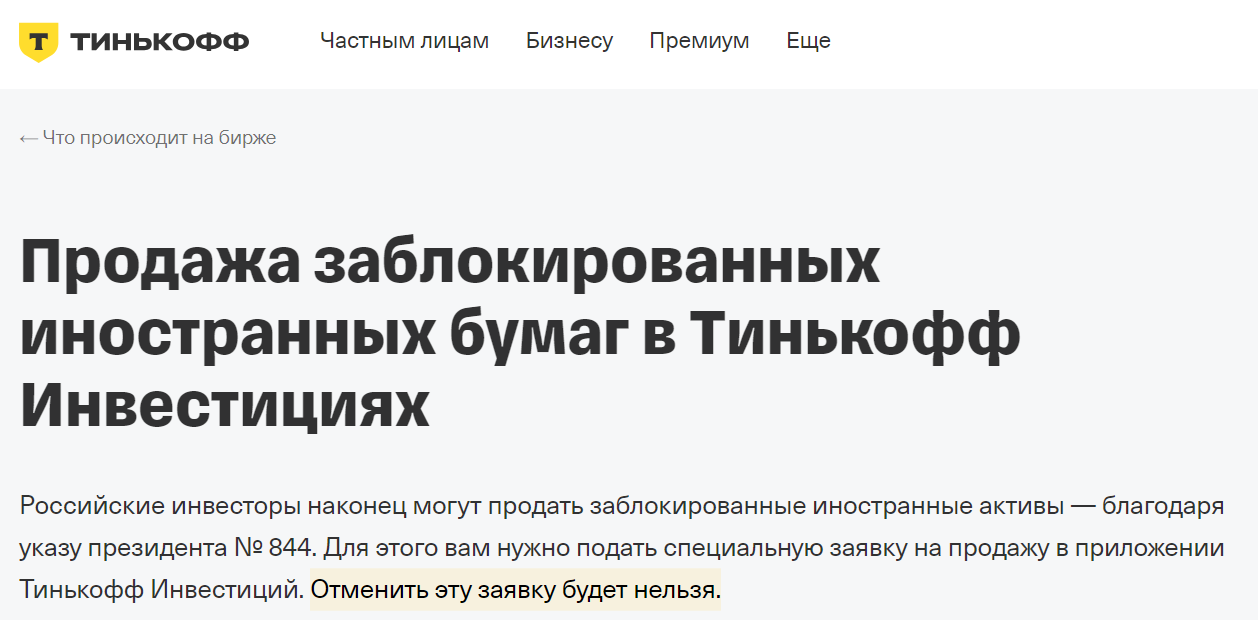 ТИНЬКОФФ Частным лицам Бизнесу Премиум Еще
← Что происходит на бирже
Продажа заблокированных
иностранных бумаг в Тинькофф
Инвестициях
Российские инвесторы наконец могут продать заблокированные иностранные активы — благодаря
указу президента № 844. Для этого вам нужно подать специальную заявку на продажу в приложении
Тинькофф Инвестиций. Отменить эту заявку будет нельзя.